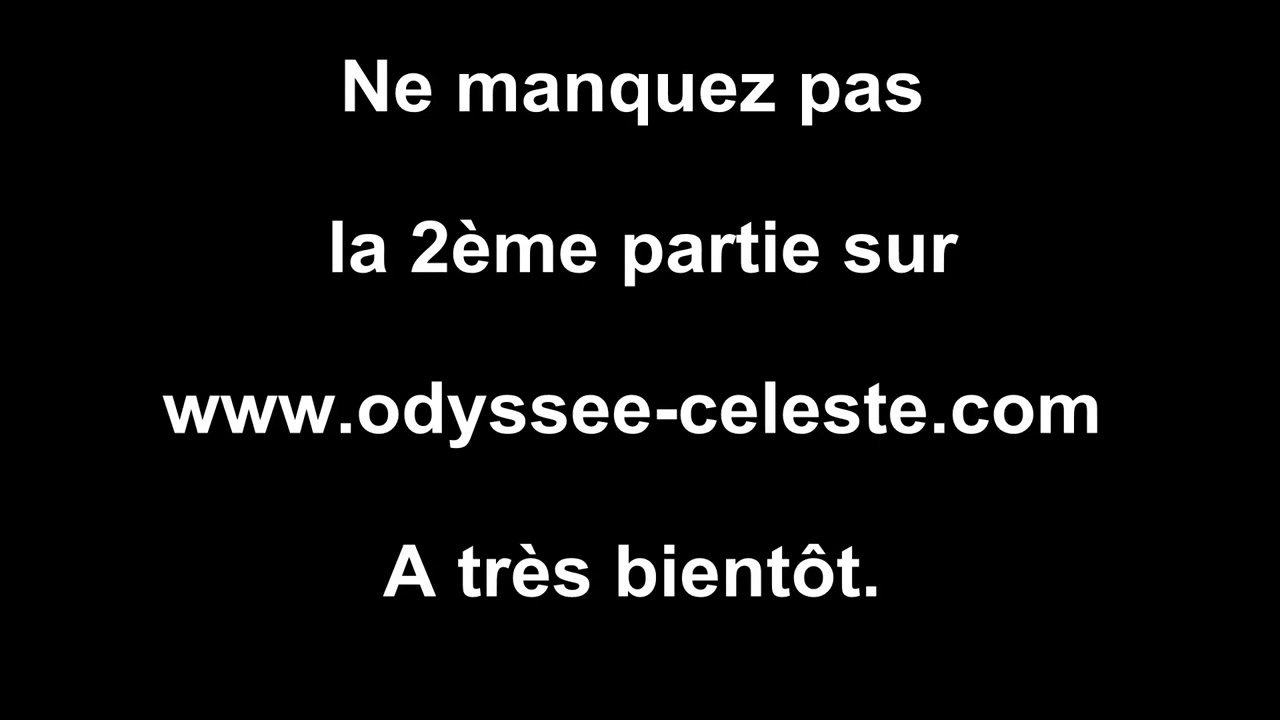 Ne manquez pas
la 2ème partie sur
www.odyssee-celeste.com
A très bientôt.